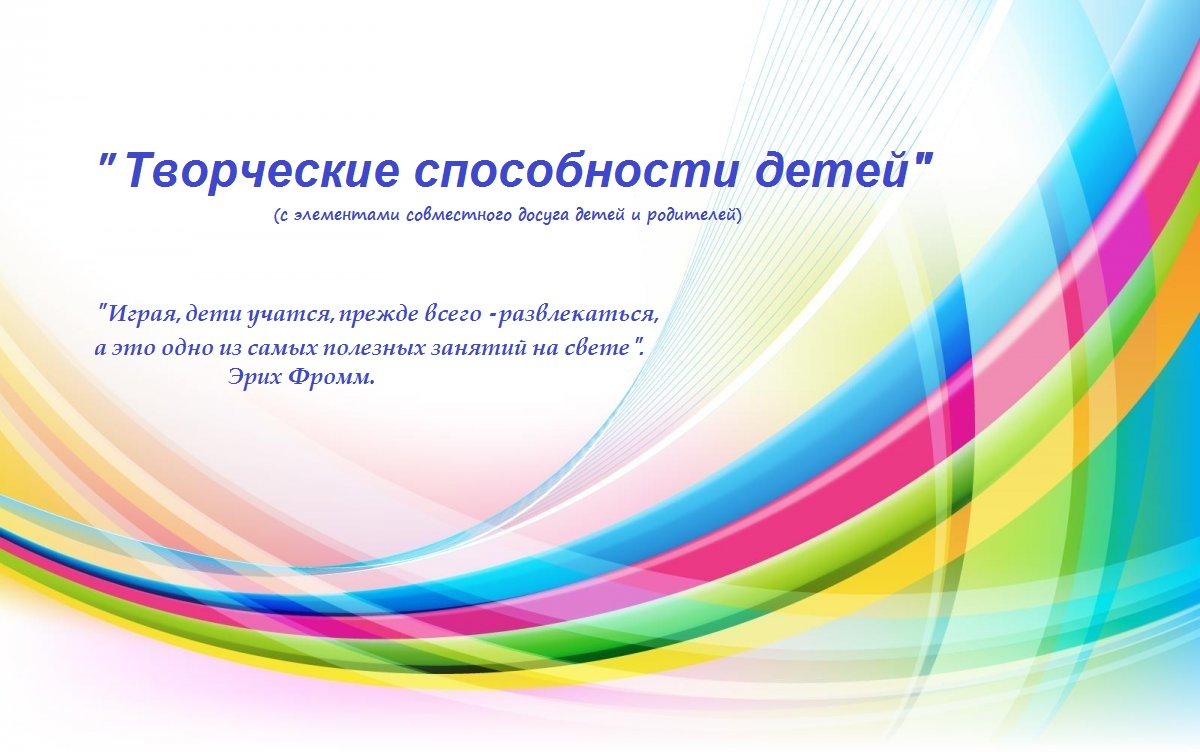 " Творческие способности детей"
(с элементами совместного досуга детей и родителей)
"Играя, дети учатся, прежде всего -развлекаться,
а это одно из самых полезных занятий на свете".
Эрих Фромм.